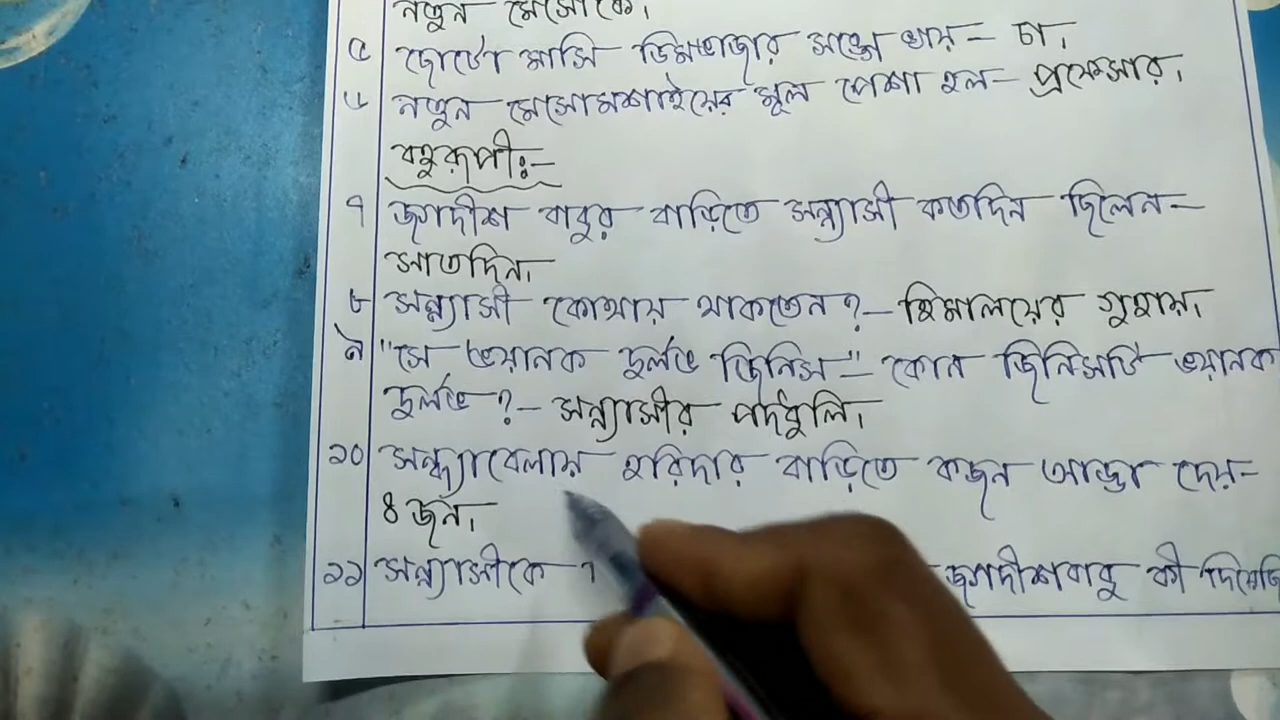 নতুন মেসোকে।
৫ ছোটো মাসি ডিমভাজার সঙ্গে খায় – চা।
৬ নতুন মেসোমশাইয়ের মূল পেশা হল – প্রফেসার।
বহুরূপীঃ–
৭ জগদীশ বাবুর বাড়িতে সন্ন্যাসী কতদিন ছিলেন –
সাতদিন।
৮ সন্ন্যাসী কোথায় থাকতেন ? – হিমালয়ের গুহায়।
৯ "সে ভয়ানক দুর্লভ জিনিস" – কোন জিনিসটি ভয়ানক
দুর্লভ ? – সন্ন্যাসীর পদধুলি।
১০ সন্ধ্যাবেলায় হরিদার বাড়িতে কজন আড্ডা দেয় –
৪ জন।
১১ সন্ন্যাসীকে জগদীশবাবু কী